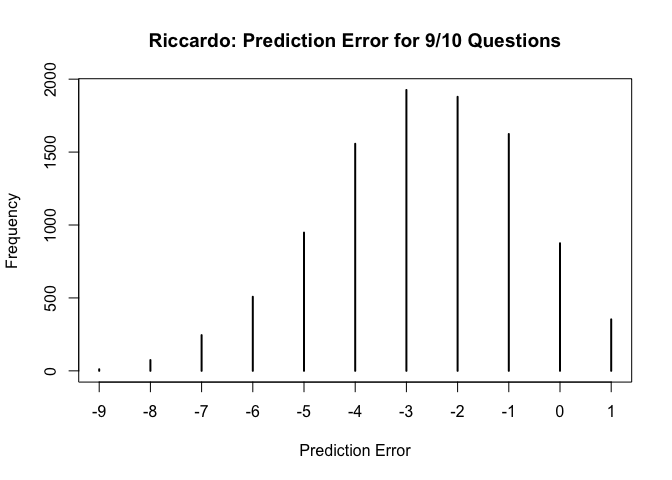 Riccardo: Prediction Error for 9/10 Questions
Frequency
2000
1500
1000
500
0
-9 -8 -7 -6 -5 -4 -3 -2 -1 0 1
Prediction Error